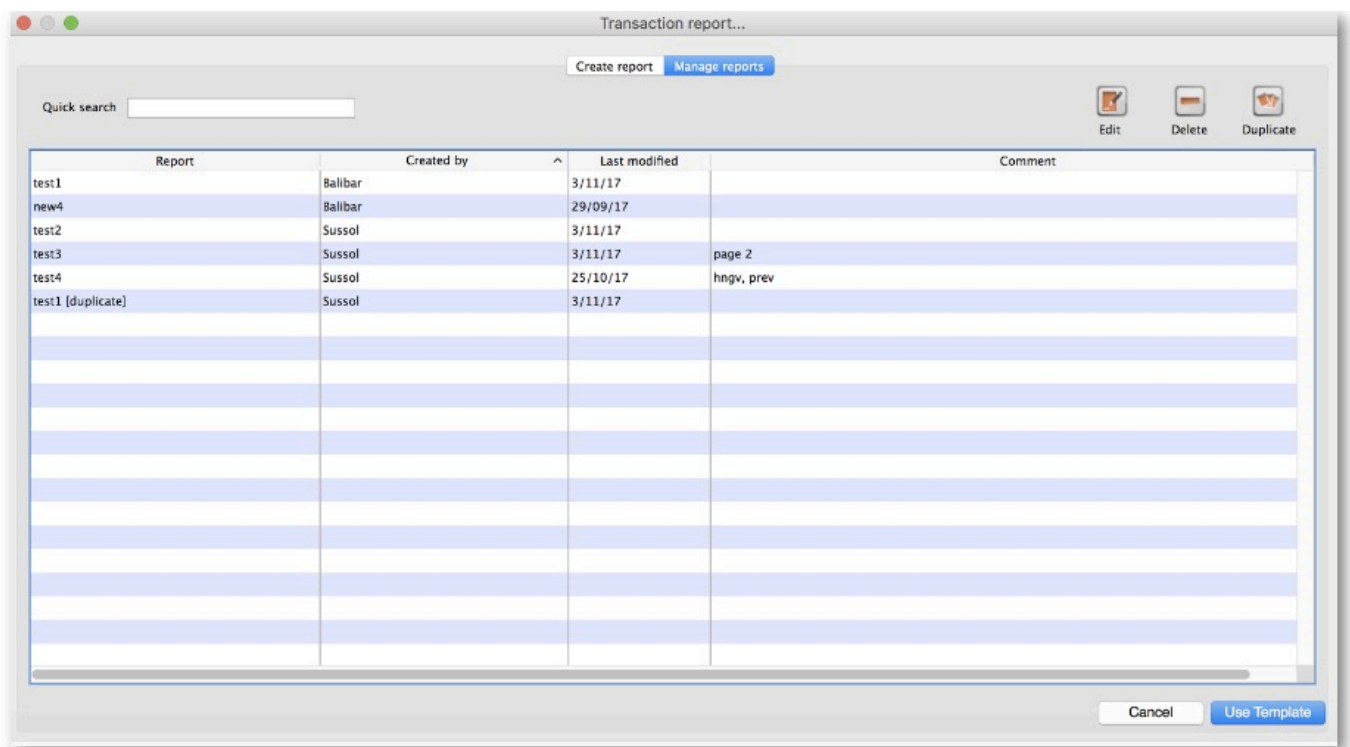 Transaction report...
Create report Manage reports
Quick search
Edit Delete Duplicate
Report Created by Last modified Comment
test1 Balibar 3/11/17
new4 Balibar 29/09/17
test2 Sussol 3/11/17
test3 Sussol 3/11/17 page 2
test4 Sussol 25/10/17 hngv, prev
test1 [duplicate] Sussol 3/11/17
Cancel Use Template